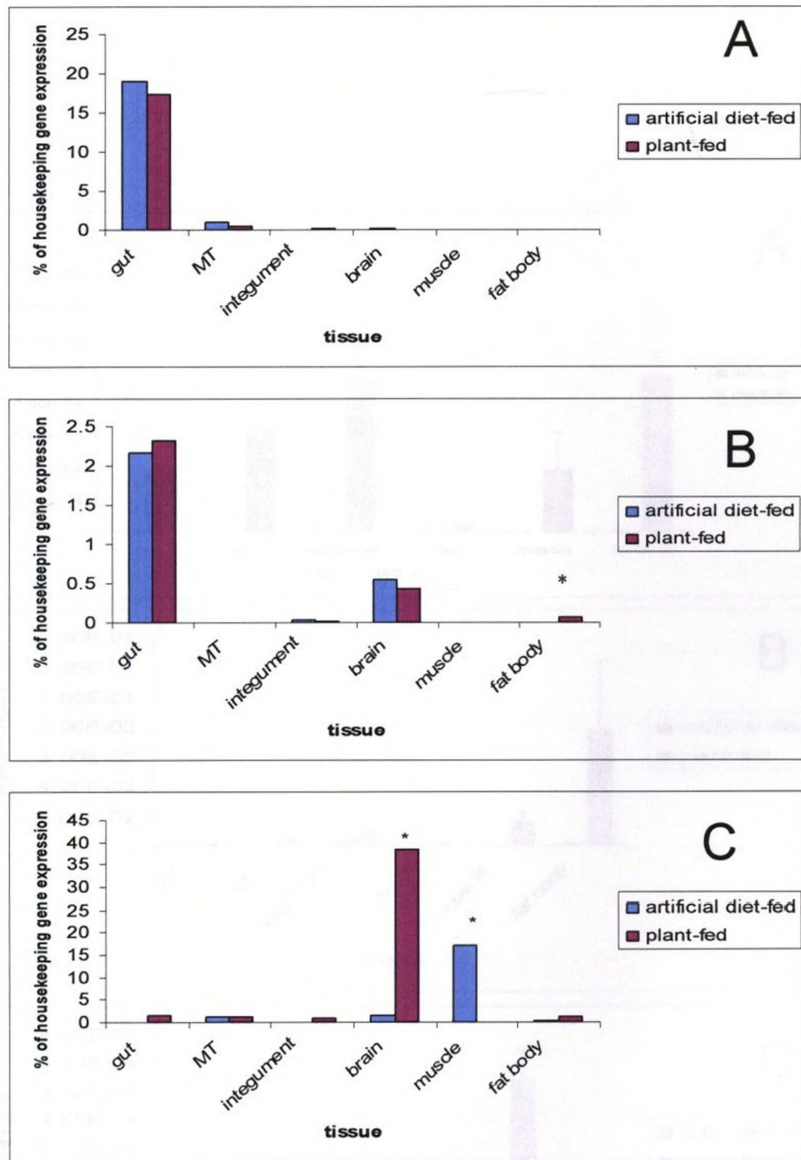 A
% of housekeeping gene expression
25
20
15
10
5
0
gut
MT
integument
brain
muscle
fat body
tissue
artificial diet-fed
plant-fed
B
% of housekeeping gene expression
2.5
2
1.5
1
0.5
0
*
gut
MT
integument
brain
muscle
fat body
tissue
artificial diet-fed
plant-fed
C
% of housekeeping gene expression
45
40
35
30
25
20
15
10
5
0
*
*
gut
MT
integument
brain
muscle
fat body
tissue
artificial diet-fed
plant-fed